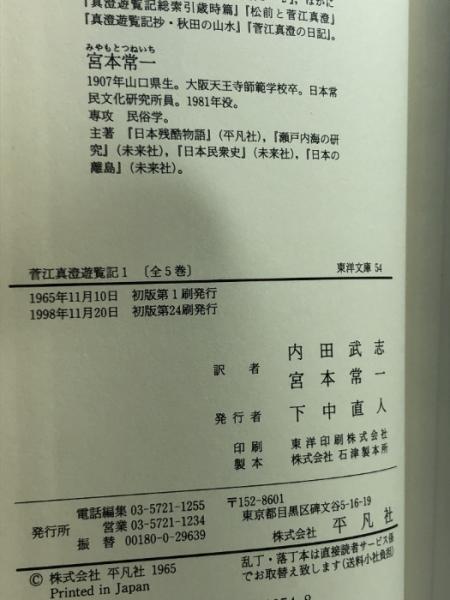 『真澄遊覧記総索引歳時篇』『松前と菅江真澄』
『真澄遊覧記抄・秋田の山水』『菅江真澄の日記』。
みやもとつねいち
宮本常一
1907年山口県生。大阪天王寺師範学校卒。日本常
民文化研究所員。1981年没。
専攻 民俗学。
主著 『日本残酷物語』(平凡社),『瀬戸内海の研
究』(未来社),『日本民衆史』(未来社),『日本の
離島』(未来社)。
菅江真澄遊覧記1 〔全5巻〕 東洋文庫 54
1965年11月10日 初版第1刷発行
1998年11月20日 初版第24刷発行
訳者 内田武志
宮本常一
発行者 下中直人
印刷 東洋印刷株式会社
製本 株式会社 石津製本所
発行所 電話編集 03-5721-1255
営業 03-5721-1234
振替 00180-0-29639
〒152-8601
東京都目黒区碑文谷5-16-19
株式会社 平凡社
© 株式会社 平凡社 1965
Printed in Japan
乱丁・落丁本は直接読者サービス係
でお取替え致します(送料小社負担)